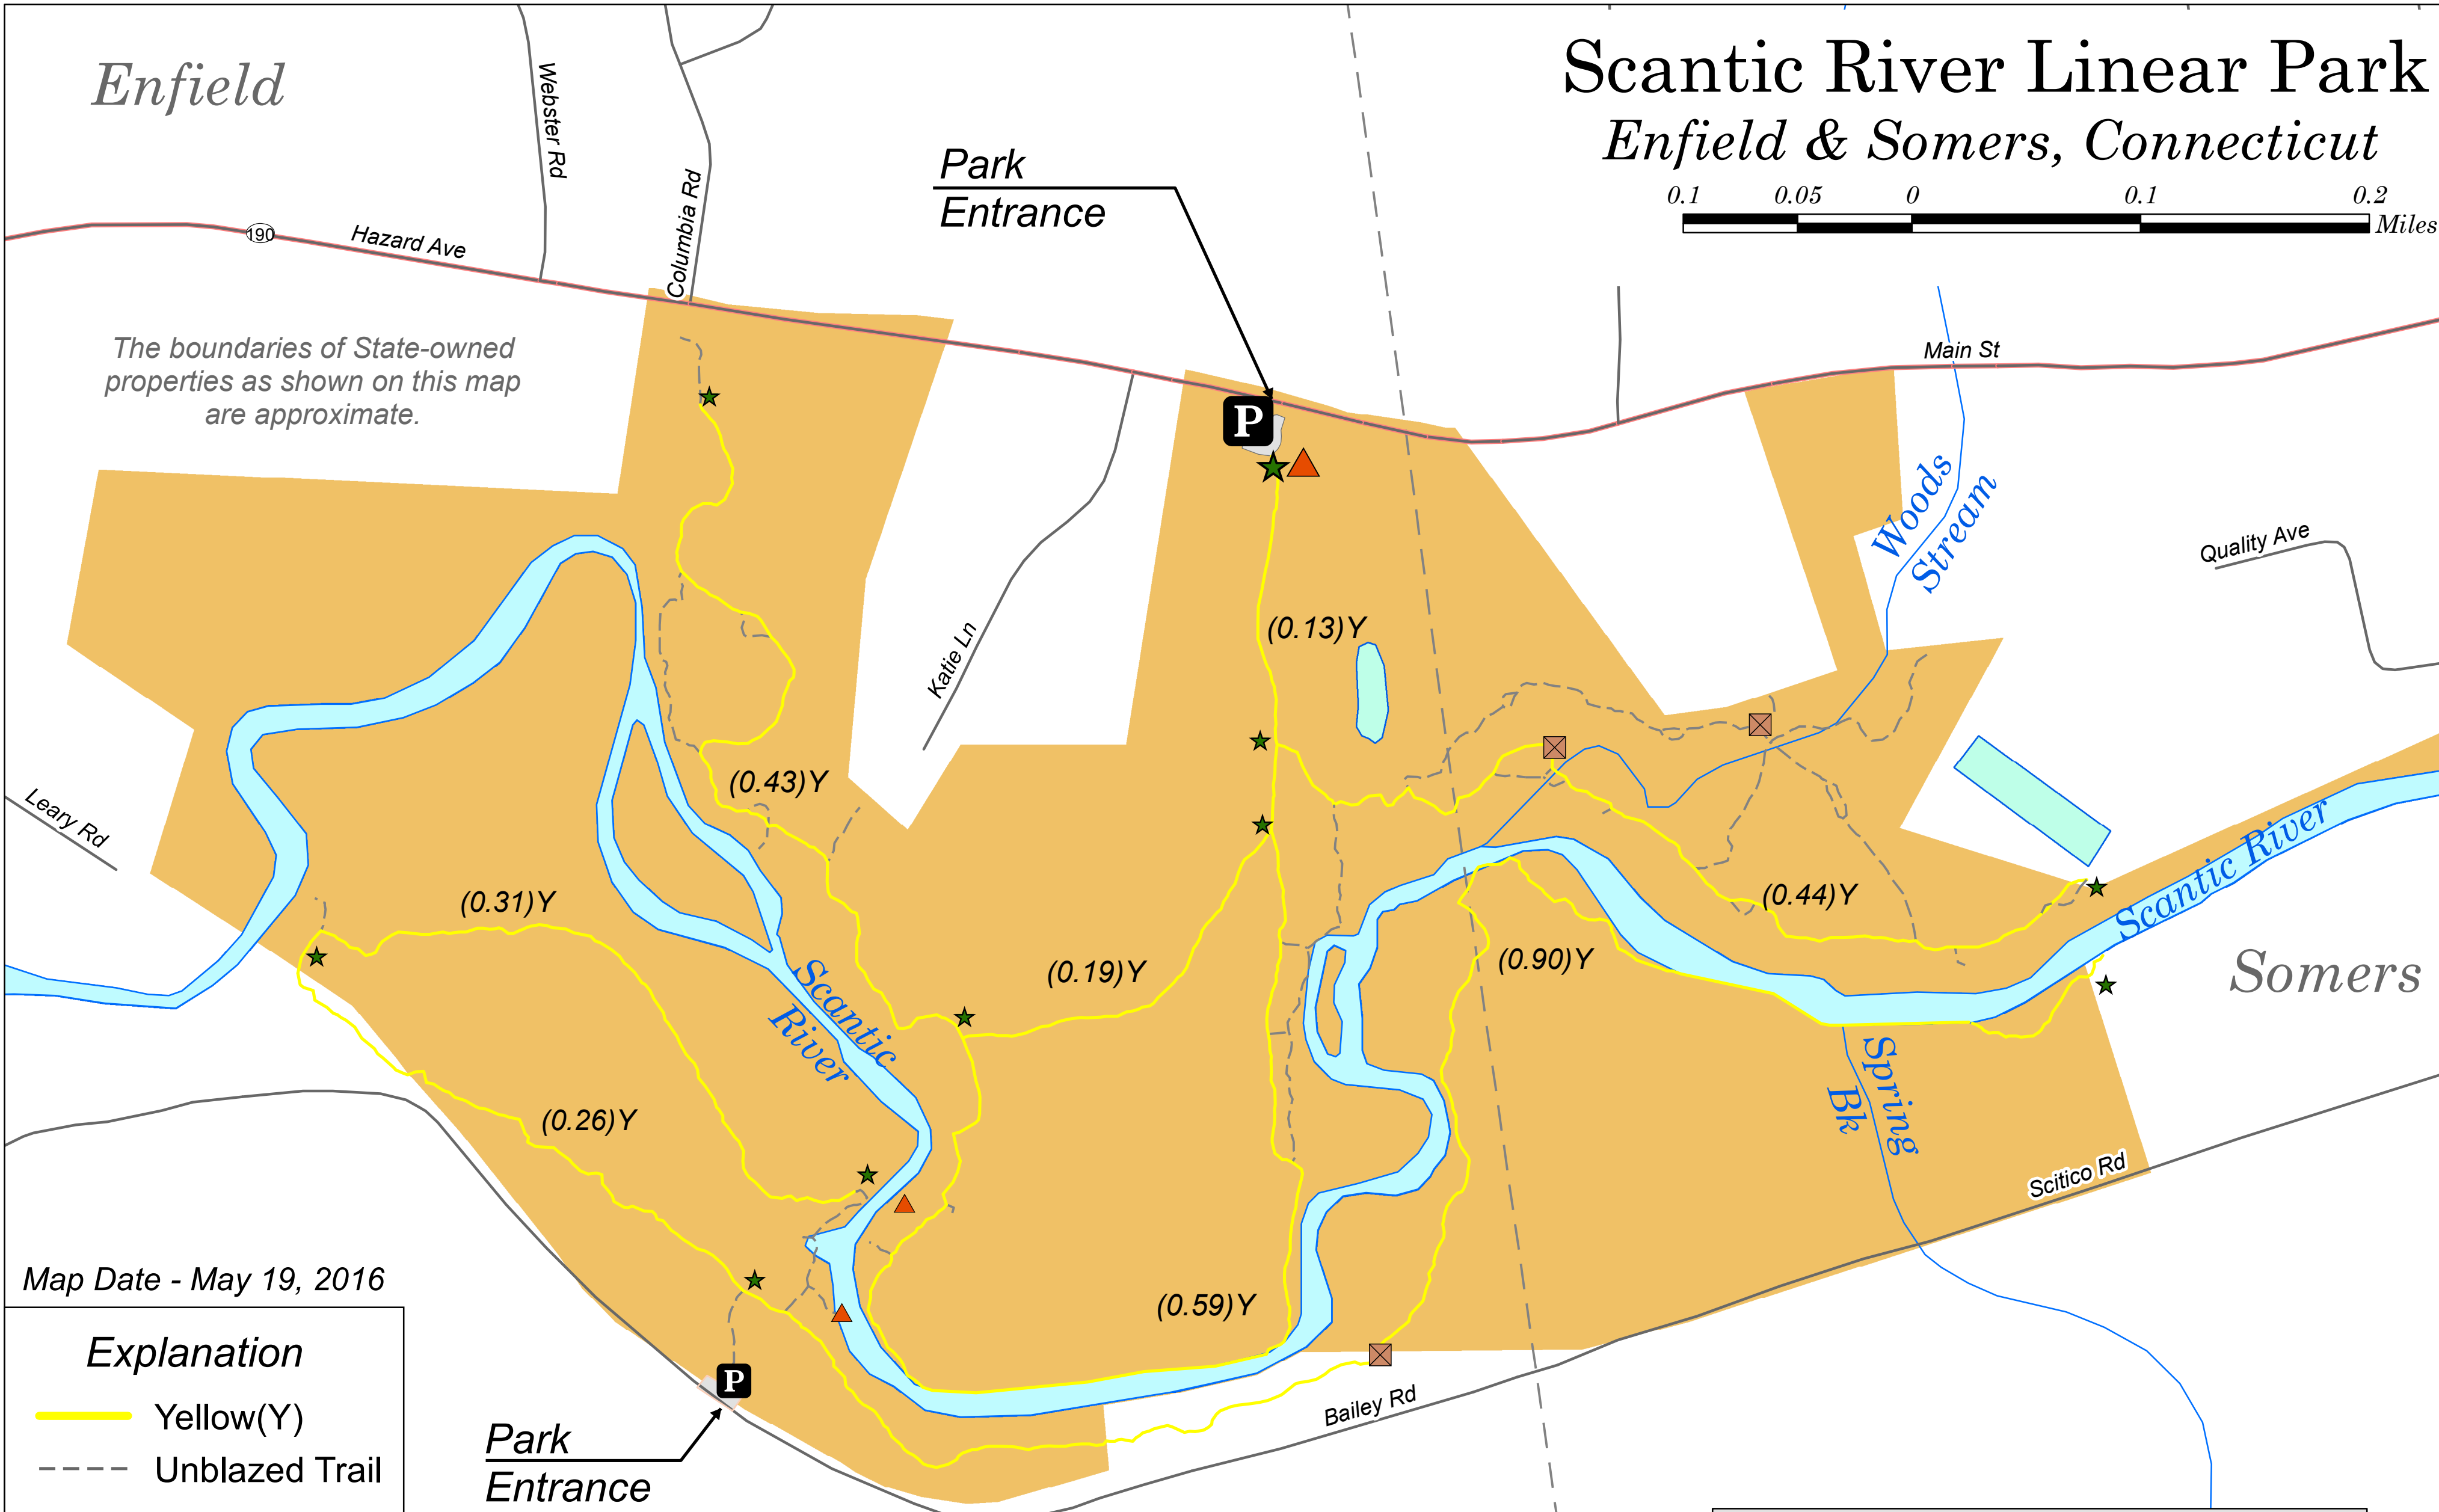 Scantic River Linear Park
Enfield & Somers, Connecticut
0.1 0.05 0 0.1 0.2
Miles
Enfield
Webster Rd
Columbia Rd
Park
Entrance
190
Hazard Ave
Main St
The boundaries of State-owned
properties as shown on this map
are approximate.
P
Woods
Stream
Quality Ave
Katie Ln
(0.13)Y
(0.43)Y
Leary Rd
(0.31)Y
(0.44)Y
Scantic River
(0.19)Y
(0.90)Y
Somers
Scantic
River
(0.26)Y
Spring
Bk
Scitico Rd
(0.59)Y
Map Date - May 19, 2016
Explanation
Yellow(Y)
Unblazed Trail
P
Park
Entrance
Bailey Rd